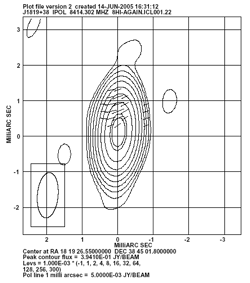 Plot file version 2 created 14-JUN-2005 16:31:12
J1819+38 IPOL 8414.302 MHZ 8HI-AGAIN.ICL001.22
3
2
1
0
-1
-2
MilliARC SEC
2 1 0 -1 -2 -3
MilliARC SEC
Center at RA 18 19 26.55000000 DEC 38 45 01.8000000
Peak contour flux = 3.9410E-01 JY/BEAM
Levs = 1.000E-03 * (-1, 1, 2, 4, 8, 16, 32, 64,
128, 256, 300)
Pol line 1 milli arcsec = 5.0000E-03 JY/BEAM